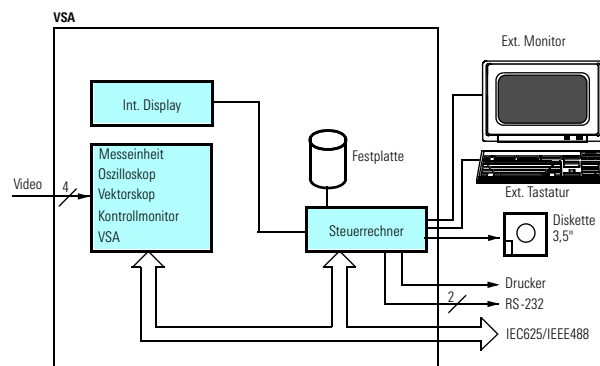 VSA
Ext. Monitor
Int. Display
Messeinheit
Oszilloskop
Vektorskop
Kontrollmonitor
VSA
Festplatte
Video
4
Ext. Tastatur
Steuerrechner
Diskette
3,5"
Drucker
2
RS-232
IEC625/IEEE488